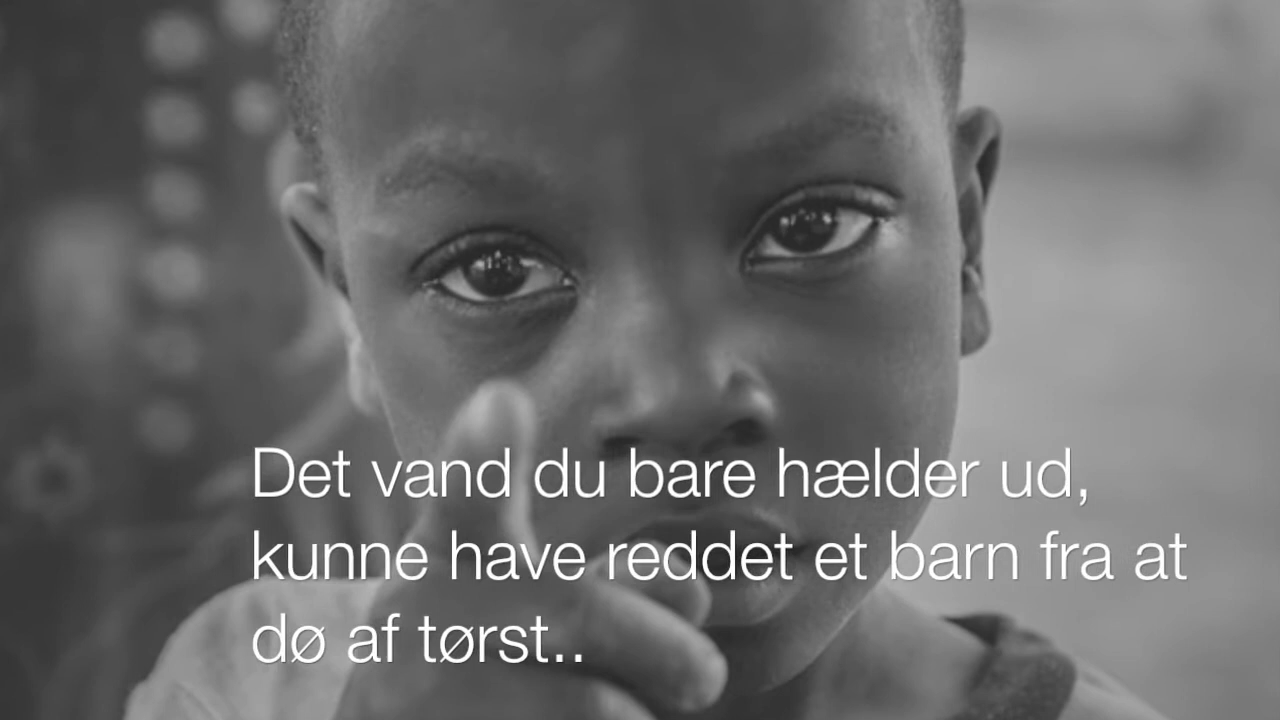 Det vand du bare hælder ud,
kunne have reddet et barn fra at
dø af tørst..